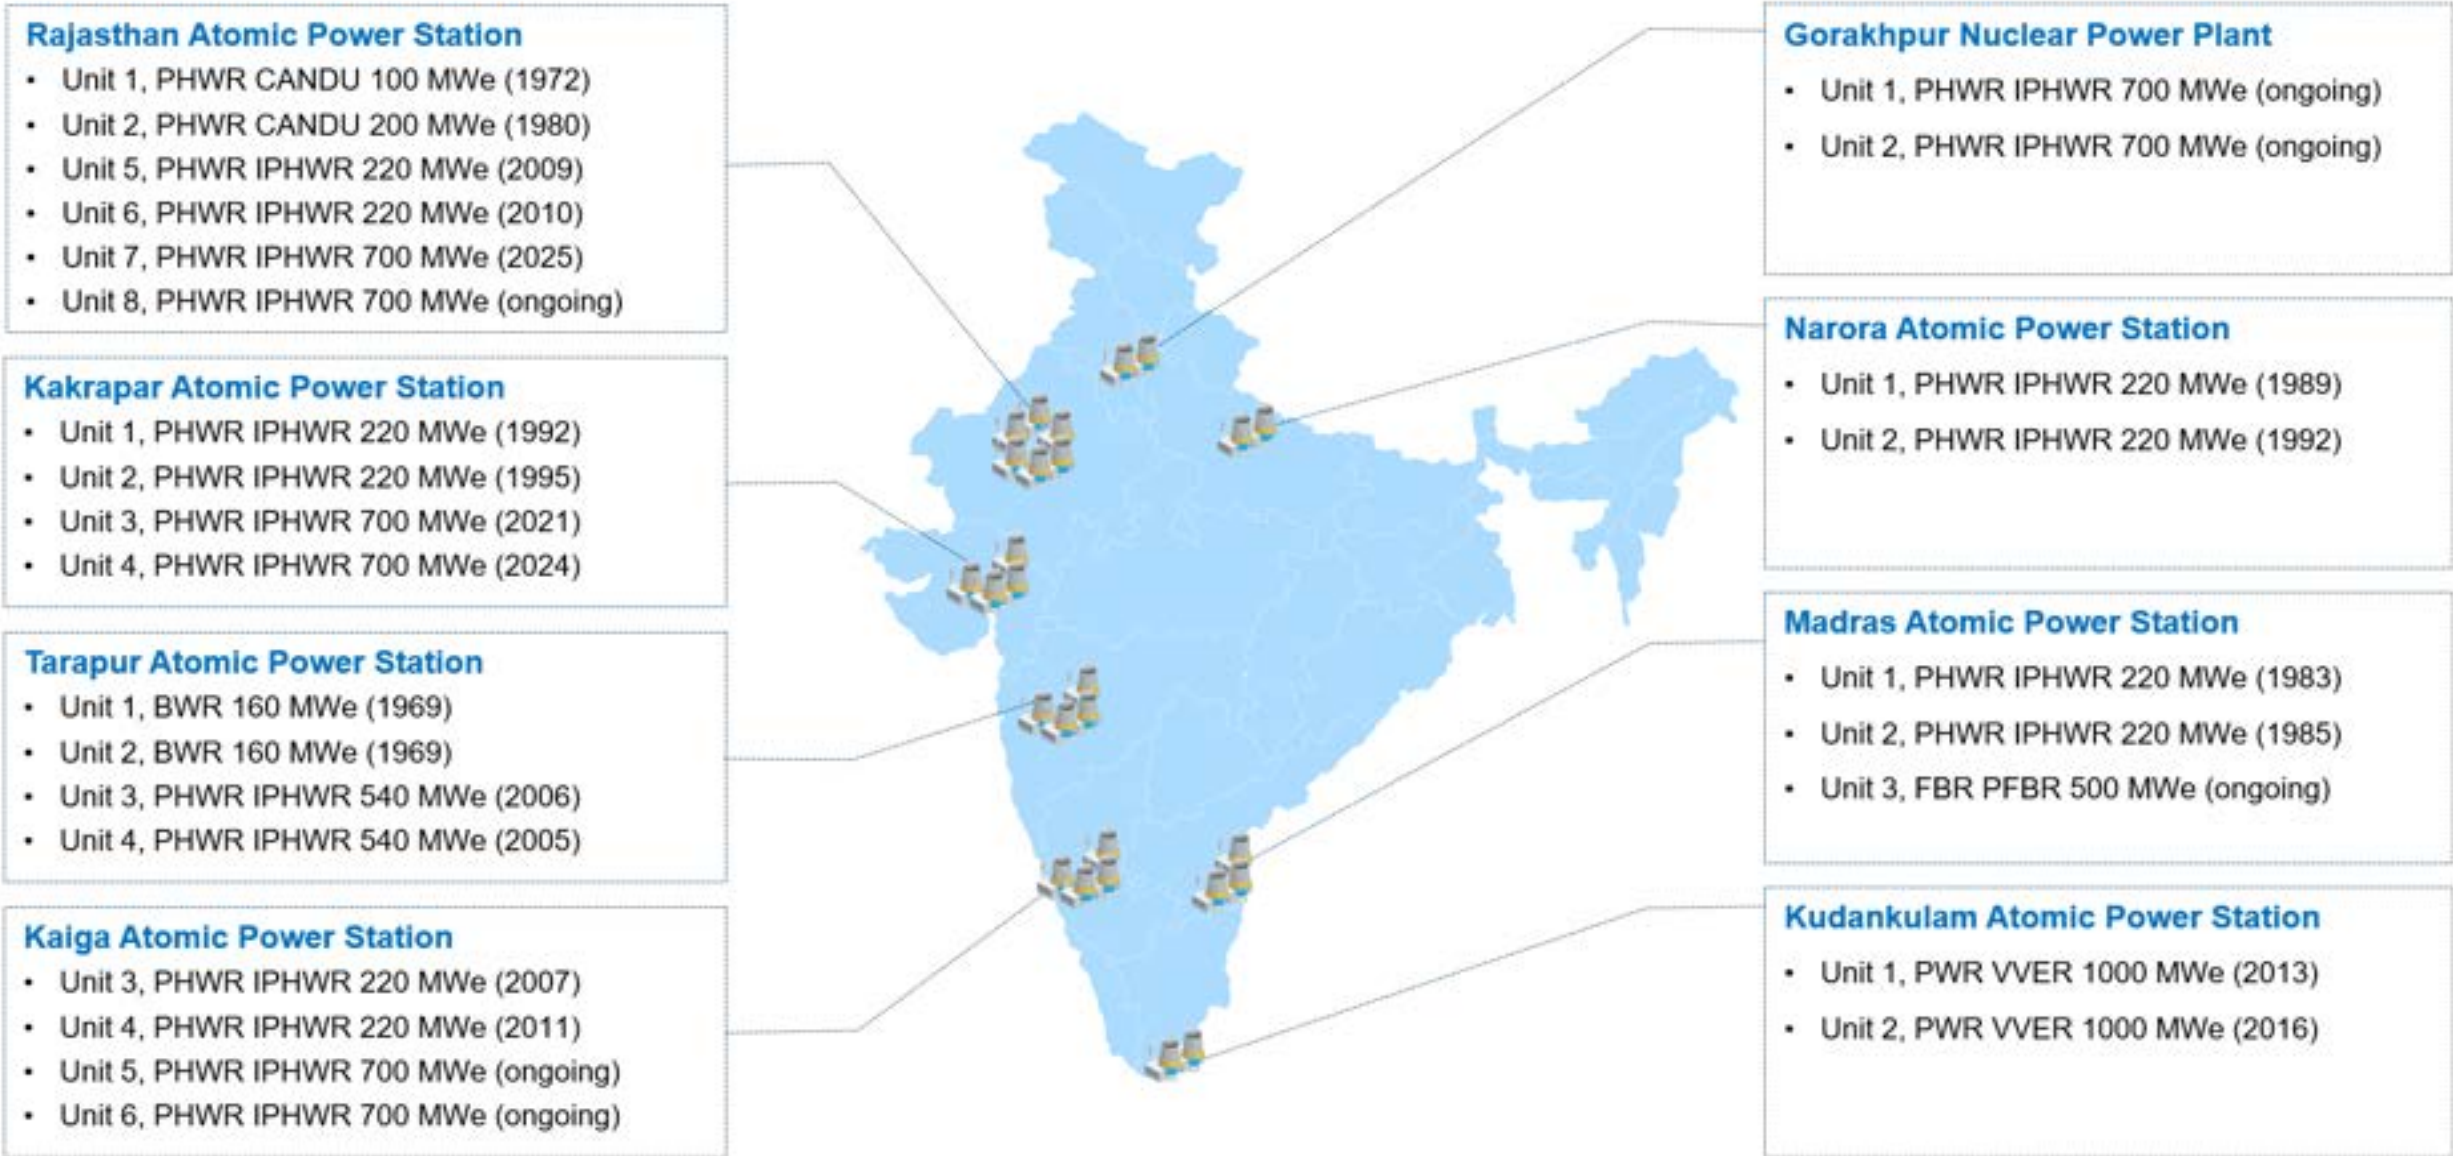 Rajasthan Atomic Power Station
• Unit 1, PHWR CANDU 100 MWe (1972)
• Unit 2, PHWR CANDU 200 MWe (1980)
• Unit 5, PHWR IPHWR 220 MWe (2009)
• Unit 6, PHWR IPHWR 220 MWe (2010)
• Unit 7, PHWR IPHWR 700 MWe (2025)
• Unit 8, PHWR IPHWR 700 MWe (ongoing)
Kakrapar Atomic Power Station
• Unit 1, PHWR IPHWR 220 MWe (1992)
• Unit 2, PHWR IPHWR 220 MWe (1995)
• Unit 3, PHWR IPHWR 700 MWe (2021)
• Unit 4, PHWR IPHWR 700 MWe (2024)
Tarapur Atomic Power Station
• Unit 1, BWR 160 MWe (1969)
• Unit 2, BWR 160 MWe (1969)
• Unit 3, PHWR IPHWR 540 MWe (2006)
• Unit 4, PHWR IPHWR 540 MWe (2005)
Kaiga Atomic Power Station
• Unit 3, PHWR IPHWR 220 MWe (2007)
• Unit 4, PHWR IPHWR 220 MWe (2011)
• Unit 5, PHWR IPHWR 700 MWe (ongoing)
• Unit 6, PHWR IPHWR 700 MWe (ongoing)
Gorakhpur Nuclear Power Plant
• Unit 1, PHWR IPHWR 700 MWe (ongoing)
• Unit 2, PHWR IPHWR 700 MWe (ongoing)
Narora Atomic Power Station
• Unit 1, PHWR IPHWR 220 MWe (1989)
• Unit 2, PHWR IPHWR 220 MWe (1992)
Madras Atomic Power Station
• Unit 1, PHWR IPHWR 220 MWe (1983)
• Unit 2, PHWR IPHWR 220 MWe (1985)
• Unit 3, FBR PFBR 500 MWe (ongoing)
Kudankulam Atomic Power Station
• Unit 1, PWR VVER 1000 MWe (2013)
• Unit 2, PWR VVER 1000 MWe (2016)